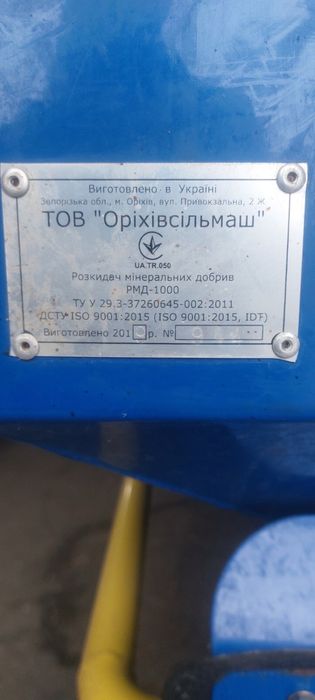 Виготовлено в Україні
Запорізька обл., м. Оріхів, вул. Привокзальна, 2 Ж
ТОВ "Оріхівсільмаш"
UA.TR.050
Розкидач мінеральних добрив
РМД-1000
ТУ У 29.3-37260645-002:2011
ДСТУ ISO 9001:2015 (ISO 9001:2015, IDT)
Виготовлено 201 р. №